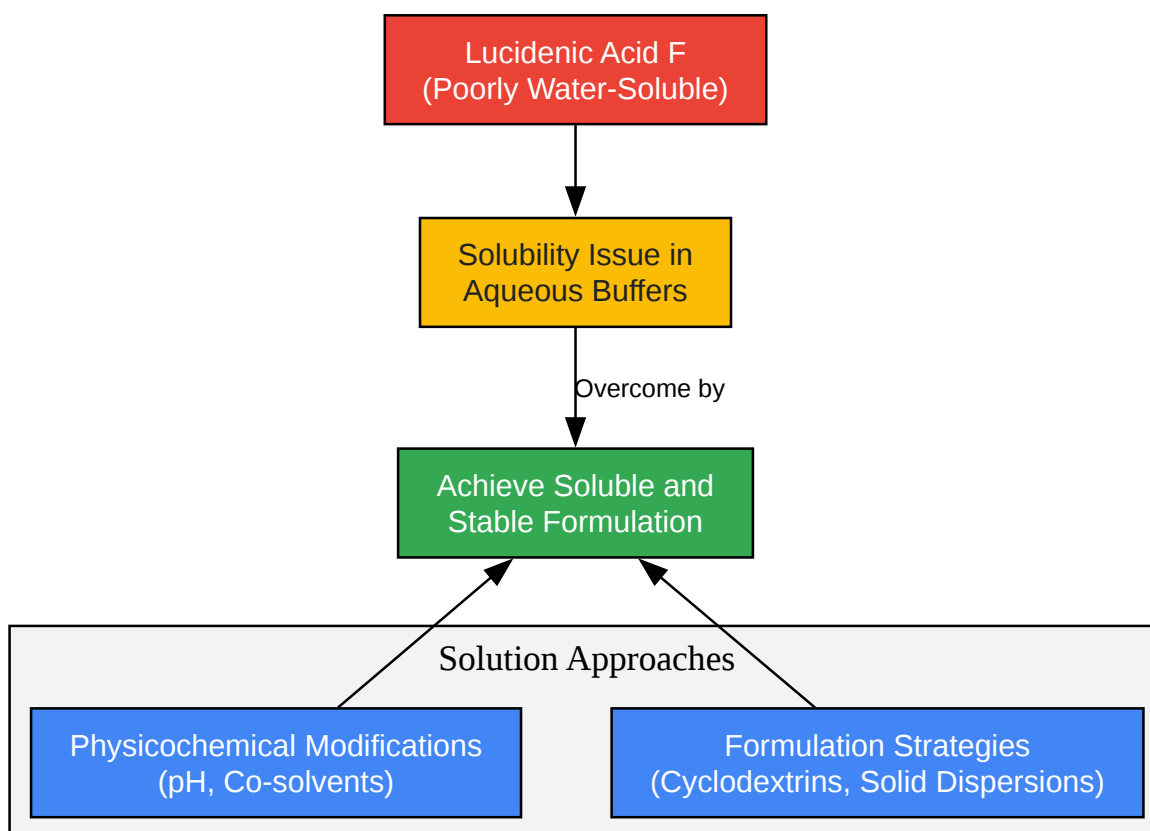 Lucidenic Acid F
(Poorly Water-Soluble)
Solubility Issue in
Aqueous Buffers
Overcome by
Achieve Soluble and
Stable Formulation
Solution Approaches
Physicochemical Modifications
(pH, Co-solvents)
Formulation Strategies
(Cyclodextrins, Solid Dispersions)